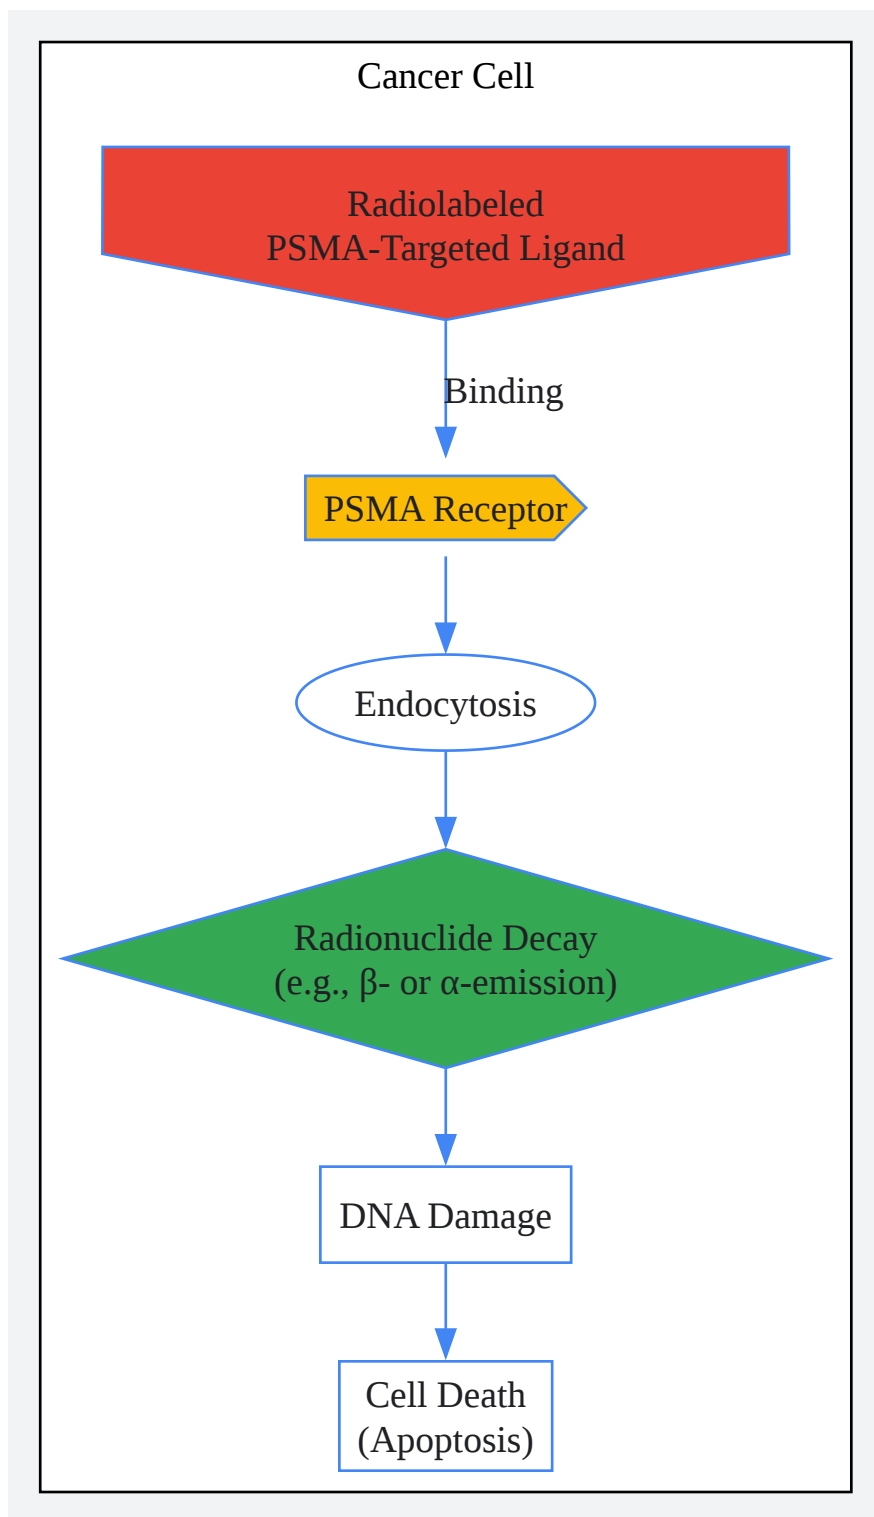 Cancer Cell
Radiolabeled
PSMA-Targeted Ligand
Binding
PSMA Receptor
Endocytosis
Radionuclide Decay
(e.g., β- or α-emission)
DNA Damage
Cell Death
(Apoptosis)